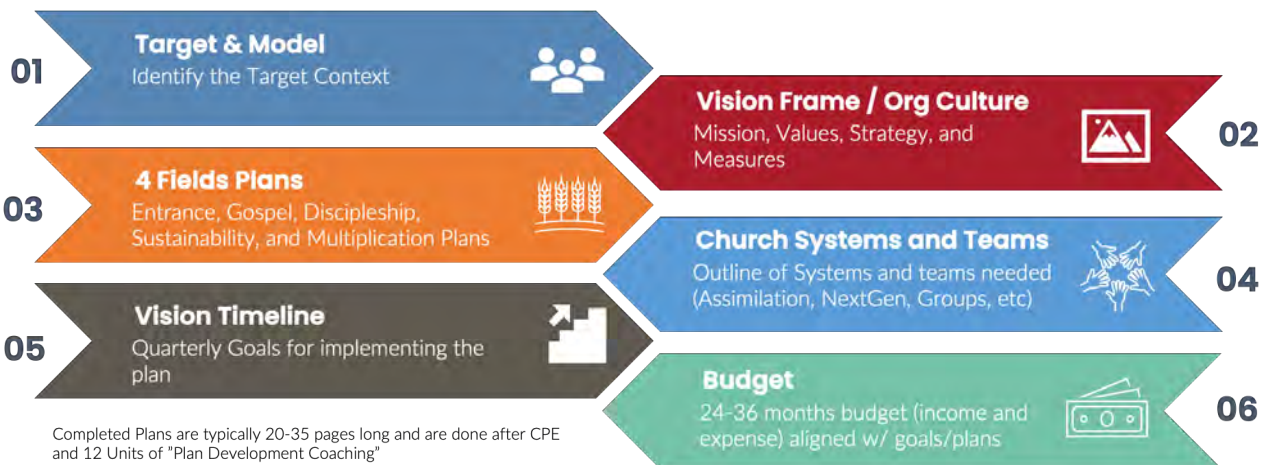 01
Target & Model
Identify the Target Context
Vision Frame / Org Culture
Mission, Values, Strategy, and
Measures
02
03
4 Fields Plans
Entrance, Gospel, Discipleship,
Sustainability, and Multiplication Plans
Church Systems and Teams
Outline of Systems and teams needed
(Assimilation, NextGen, Groups, etc)
04
05
Vision Timeline
Quarterly Goals for implementing the
plan
Budget
24-36 months budget (income and
expense) aligned w/ goals/plans
06
Completed Plans are typically 20-35 pages long and are done after CPE
and 12 Units of "Plan Development Coaching"